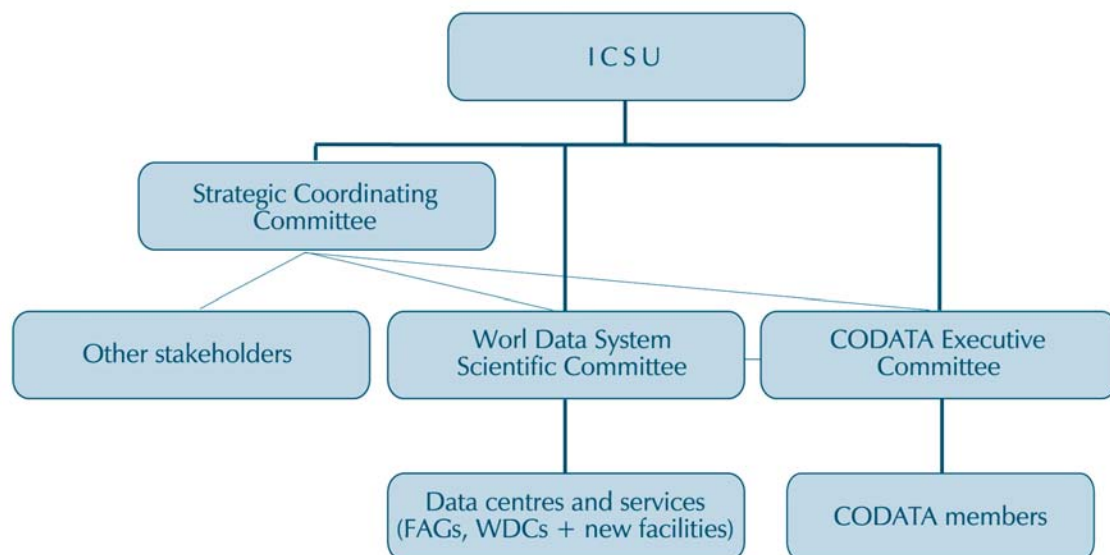 ICSU
Strategic Coordinating
Committee
Other stakeholders
Worl Data System
Scientific Committee
CODATA Executive
Committee
Data centres and services
(FAGs, WDCs + new facilities)
CODATA members